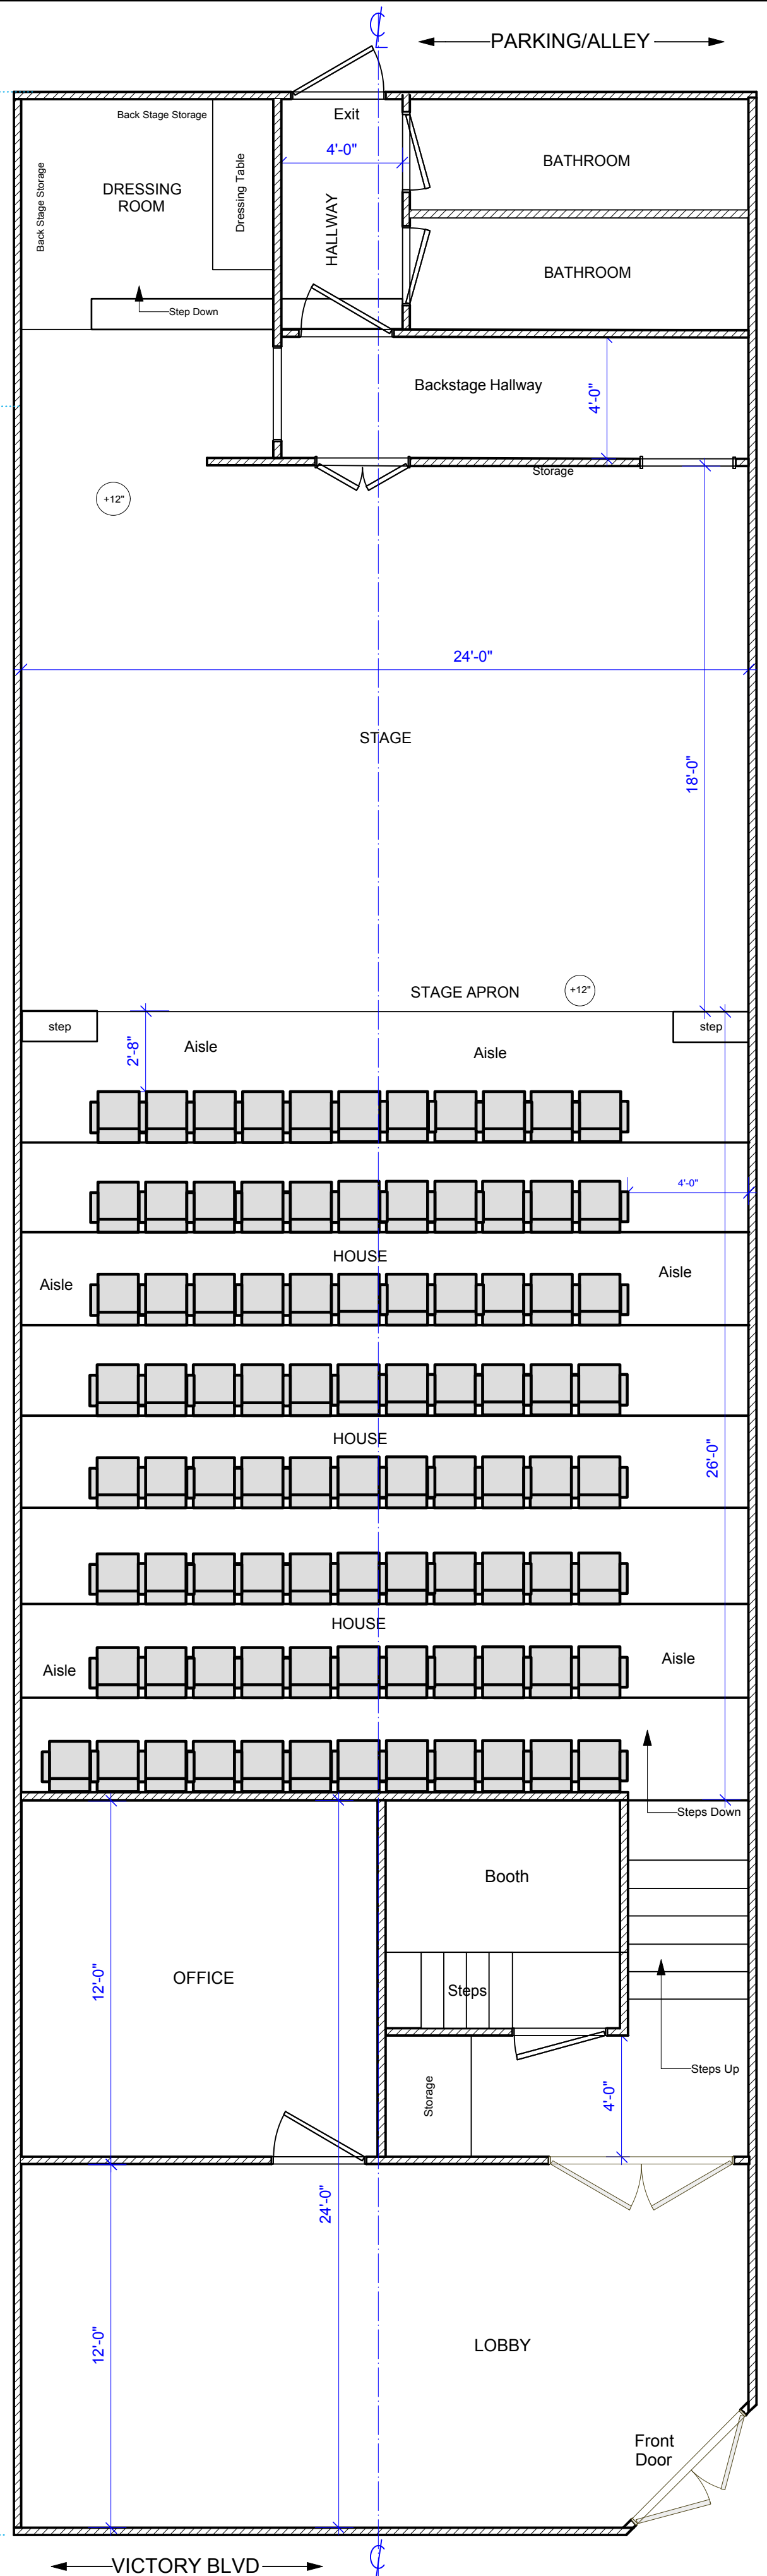 ℄
PARKING/ALLEY
Back Stage Storage
Exit
4'-0"
BATHROOM
DRESSING
ROOM
Back Stage Storage
Dressing Table
HALLWAY
BATHROOM
Step Down
Backstage Hallway
4'-0"
Storage
+12"
24'-0"
STAGE
18'-0"
STAGE APRON
+12"
step
step
2'-8"
Aisle
Aisle
4'-0"
HOUSE
Aisle
Aisle
HOUSE
26'-0"
HOUSE
Aisle
Aisle
Steps Down
Booth
OFFICE
12'-0"
Steps
Steps Up
Storage
4'-0"
24'-0"
12'-0"
LOBBY
Front
Door
VICTORY BLVD
℄